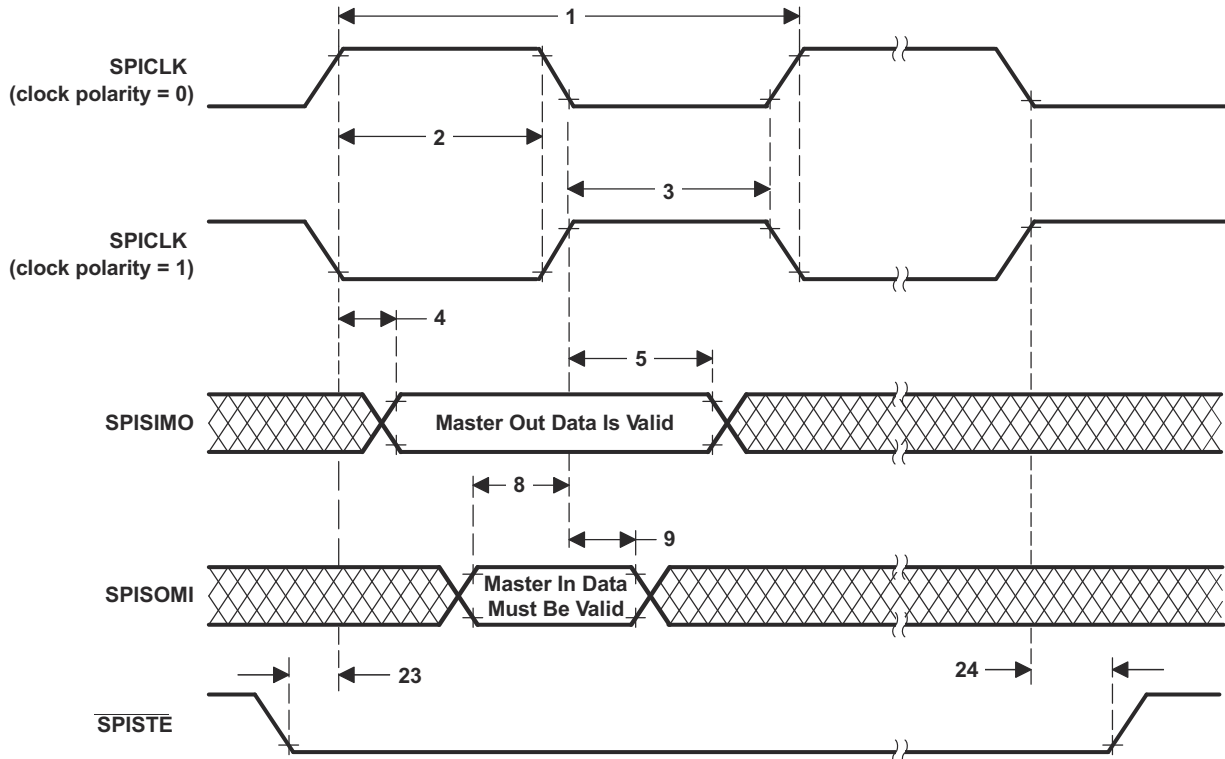 1
SPICLK
(clock polarity = 0)
2
3
SPICLK
(clock polarity = 1)
4
5
SPISIMO
Master Out Data Is Valid
8
9
SPISOMI
Master In Data
Must Be Valid
23
24
SPISTE